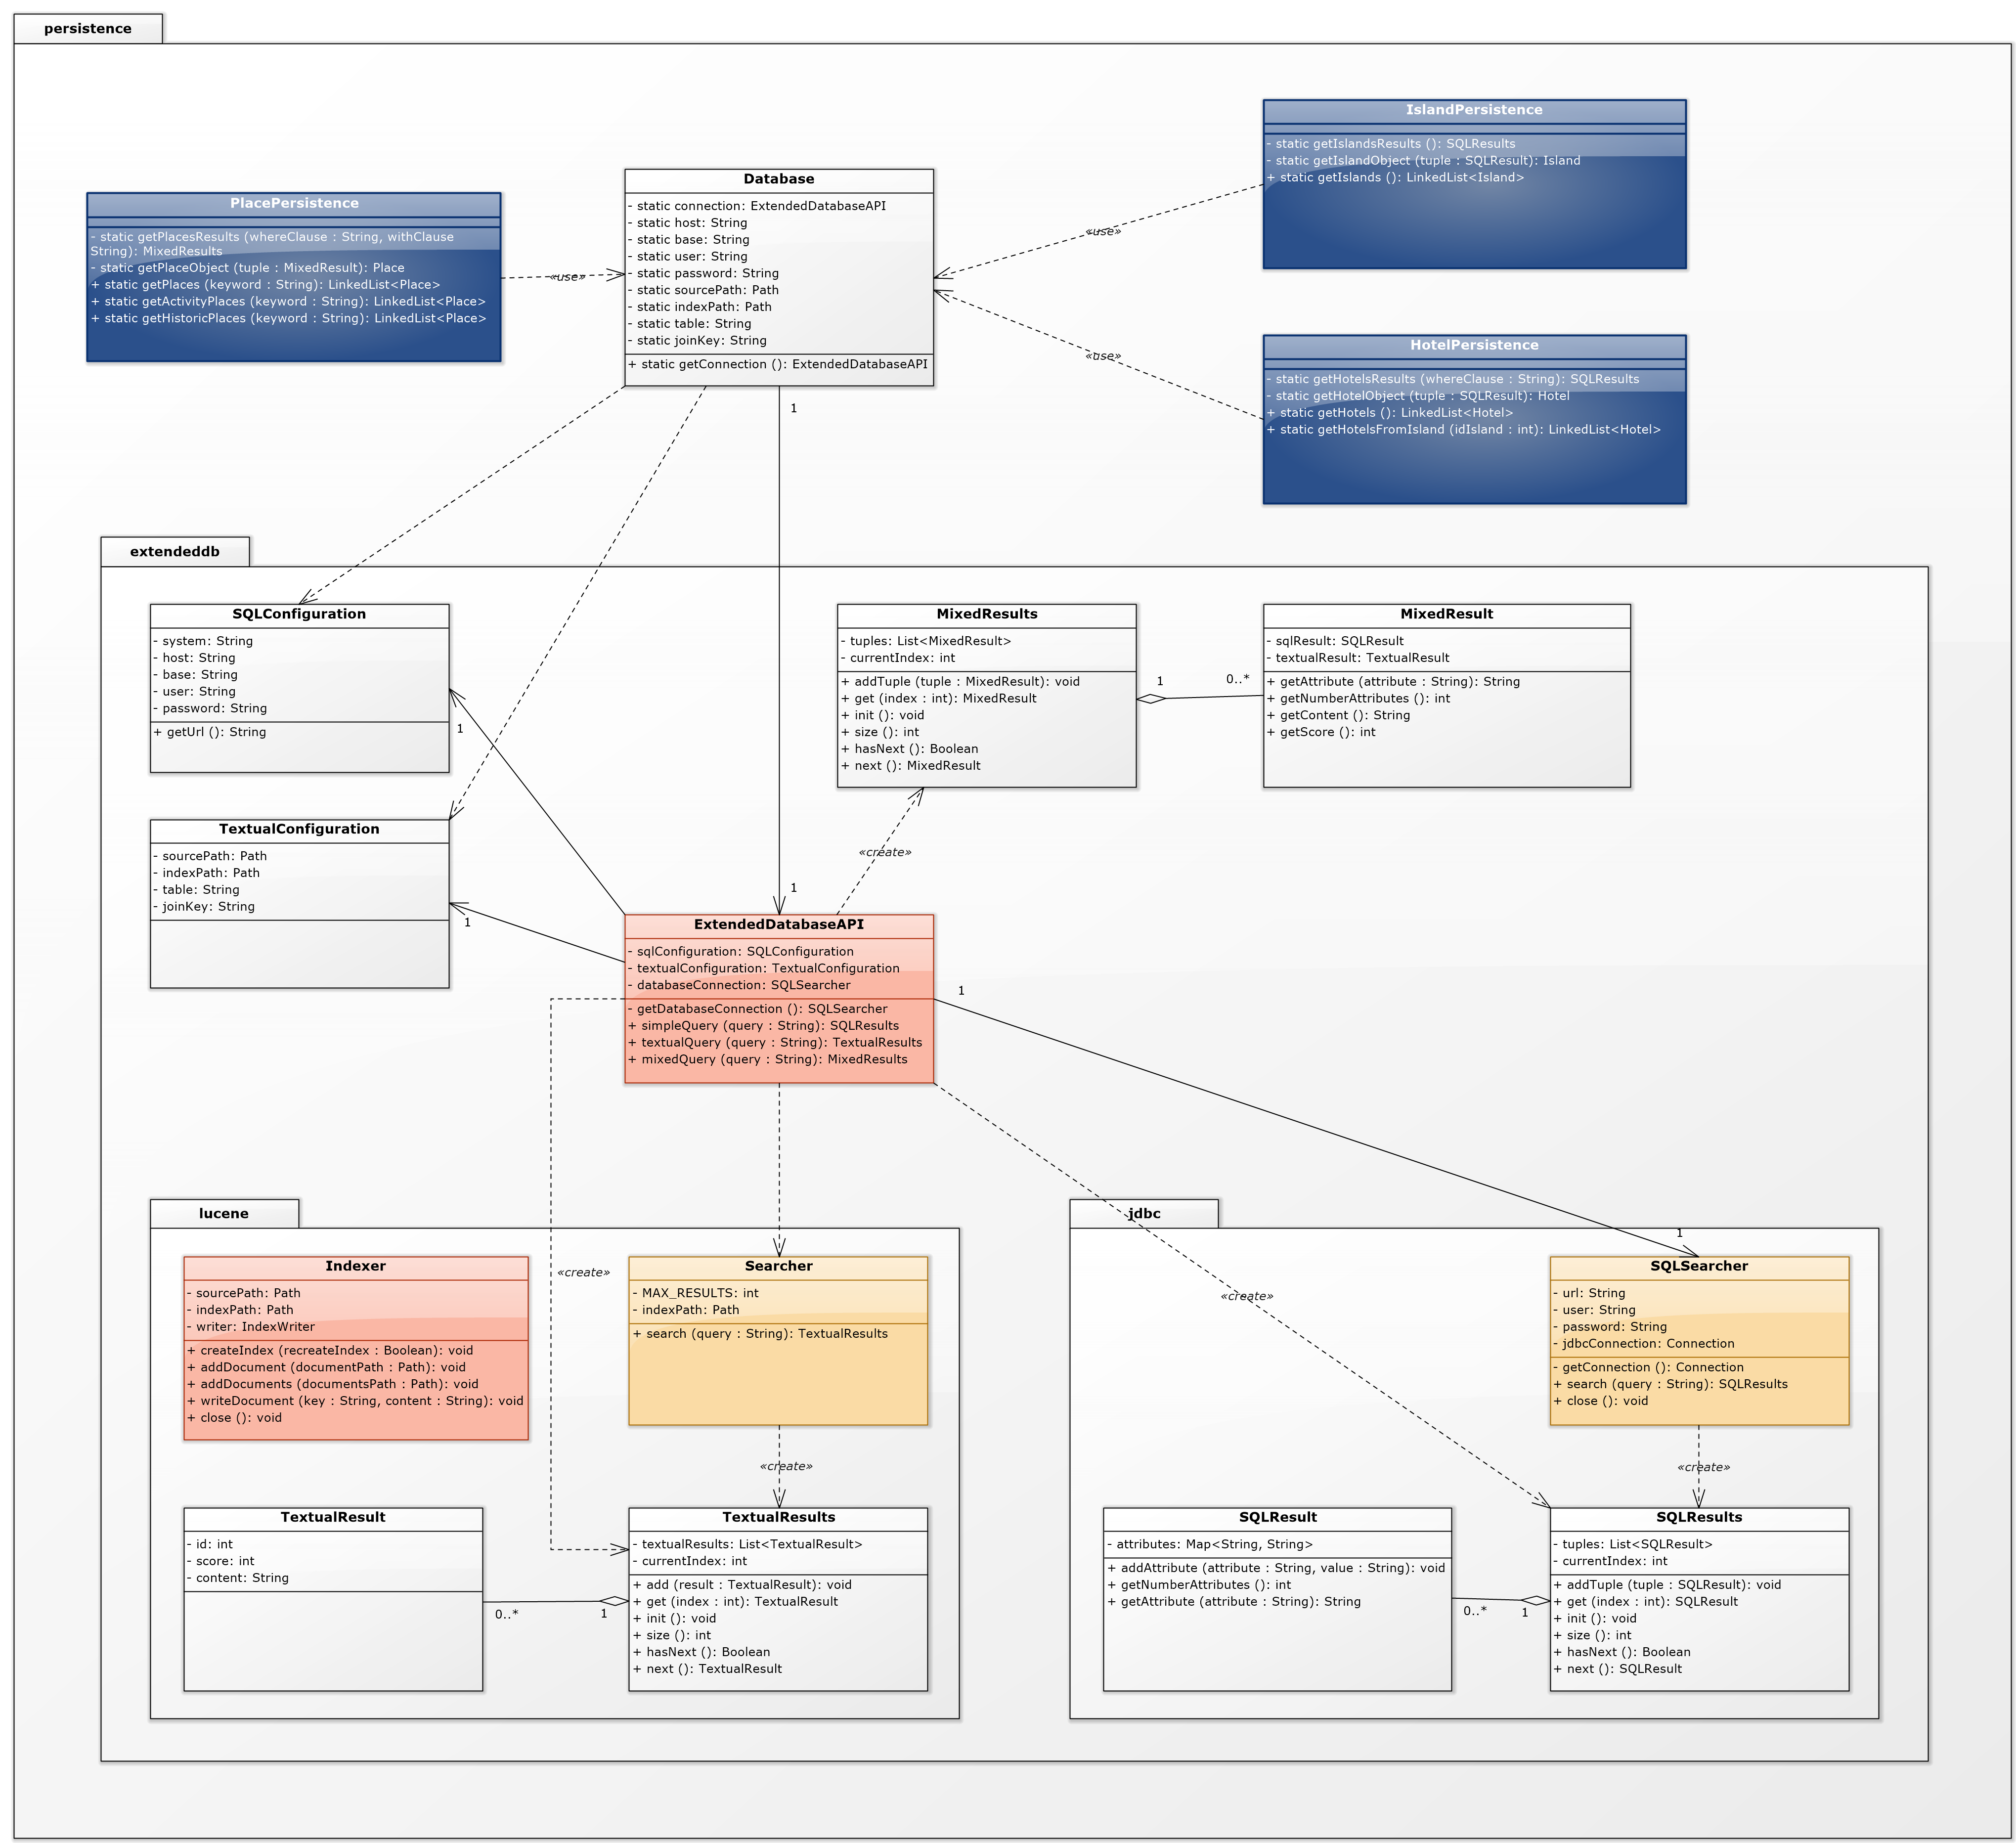 persistence
IslandPersistence
- static getIslandsResults (): SQLResults
- static getIslandObject (tuple : SQLResult): Island
+ static getIslands (): LinkedList<Island>
PlacePersistence
- static getPlacesResults (whereClause : String, withClause
String): MixedResults
- static getPlaceObject (tuple : MixedResult): Place
+ static getPlaces (keyword : String): LinkedList<Place>
+ static getActivityPlaces (keyword : String): LinkedList<Place>
+ static getHistoricPlaces (keyword : String): LinkedList<Place>
«use»
Database
- static connection: ExtendedDatabaseAPI
- static host: String
- static base: String
- static user: String
- static password: String
- static sourcePath: Path
- static indexPath: Path
- static table: String
- static joinKey: String
+ static getConnection (): ExtendedDatabaseAPI
«use»
«use»
HotelPersistence
- static getHotelsResults (whereClause : String): SQLResults
- static getHotelObject (tuple : SQLResult): Hotel
+ static getHotels (): LinkedList<Hotel>
+ static getHotelsFromIsland (idIsland : int): LinkedList<Hotel>
1
extendeddb
SQLConfiguration
- system: String
- host: String
- base: String
- user: String
- password: String
+ getUrl (): String
1
MixedResults
- tuples: List<MixedResult>
- currentIndex: int
+ addTuple (tuple : MixedResult): void
+ get (index : int): MixedResult
+ init (): void
+ size (): int
+ hasNext (): Boolean
+ next (): MixedResult
1
0..*
MixedResult
- sqlResult: SQLResult
- textualResult: TextualResult
+ getAttribute (attribute : String): String
+ getNumberAttributes (): int
+ getContent (): String
+ getScore (): int
TextualConfiguration
- sourcePath: Path
- indexPath: Path
- table: String
- joinKey: String
1
«create»
1
ExtendedDatabaseAPI
- sqlConfiguration: SQLConfiguration
- textualConfiguration: TextualConfiguration
- databaseConnection: SQLSearcher
- getDatabaseConnection (): SQLSearcher
+ simpleQuery (query : String): SQLResults
+ textualQuery (query : String): TextualResults
+ mixedQuery (query : String): MixedResults
1
lucene
Indexer
- sourcePath: Path
- indexPath: Path
- writer: IndexWriter
+ createIndex (recreateIndex : Boolean): void
+ addDocument (documentPath : Path): void
+ addDocuments (documentsPath : Path): void
+ writeDocument (key : String, content : String): void
+ close (): void
«create»
Searcher
- MAX_RESULTS: int
- indexPath: Path
+ search (query : String): TextualResults
«create»
TextualResult
- id: int
- score: int
- content: String
0..*
1
TextualResults
- textualResults: List<TextualResult>
- currentIndex: int
+ add (result : TextualResult): void
+ get (index : int): TextualResult
+ init (): void
+ size (): int
+ hasNext (): Boolean
+ next (): TextualResult
jdbc
1
«create»
SQLSearcher
- url: String
- user: String
- password: String
- jdbcConnection: Connection
- getConnection (): Connection
+ search (query : String): SQLResults
+ close (): void
«create»
SQLResult
- attributes: Map<String, String>
+ addAttribute (attribute : String, value : String): void
+ getNumberAttributes (): int
+ getAttribute (attribute : String): String
0..*
1
SQLResults
- tuples: List<SQLResult>
- currentIndex: int
+ addTuple (tuple : SQLResult): void
+ get (index : int): SQLResult
+ init (): void
+ size (): int
+ hasNext (): Boolean
+ next (): SQLResult